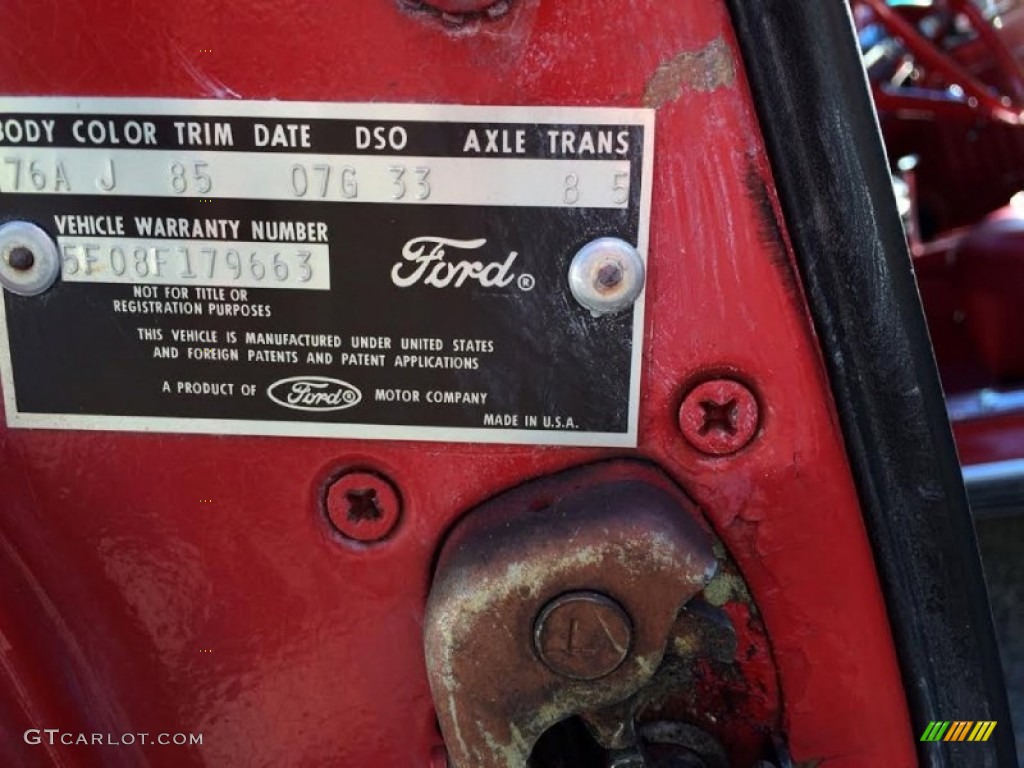 BODY COLOR TRIM DATE DSO AXLE TRANS
76A J 85 07G 33 8 5
VEHICLE WARRANTY NUMBER
5F08F179663
Ford®
NOT FOR TITLE OR
REGISTRATION PURPOSES
THIS VEHICLE IS MANUFACTURED UNDER UNITED STATES
AND FOREIGN PATENTS AND PATENT APPLICATIONS
A PRODUCT OF Ford® MOTOR COMPANY
MADE IN U.S.A.
GTCARLOT.COM